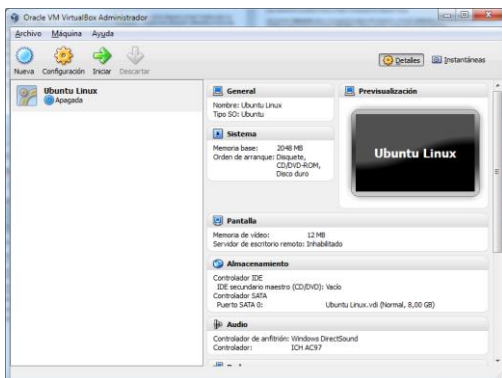 Oracle VM VirtualBox Administrador
Archivo Máquina Ayuda
Nueva Configuración Iniciar Descartar
Detalles Instantáneas
Ubuntu Linux
Apagada
General
Nombre: Ubuntu Linux
Tipo SO: Ubuntu
Previsualización
Ubuntu Linux
Sistema
Memoria base: 2048 MB
Orden de arranque: Disquete,
CD/DVD-ROM,
Disco duro
Pantalla
Memoria de vídeo: 12 MB
Servidor de escritorio remoto: Inhabilitado
Almacenamiento
Controlador IDE
IDE secundario maestro (CD/DVD): Vacío
Controlador SATA
Puerto SATA 0: Ubuntu Linux.vdi (Normal, 8,00 GB)
Audio
Controlador de anfitrión: Windows DirectSound
Controlador: ICH AC97